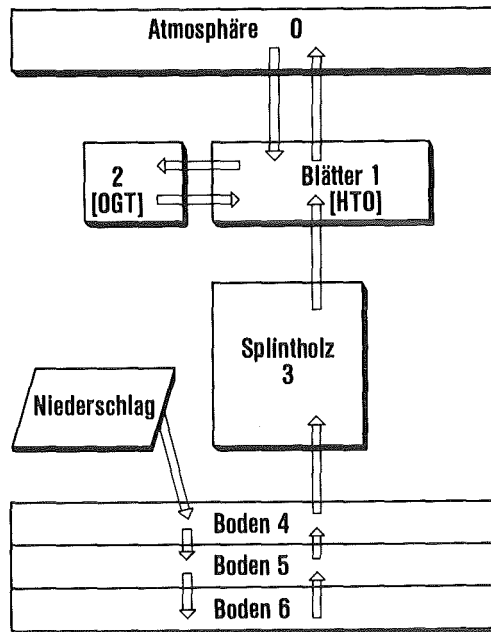 Atmosphäre 0
2
[OGT]
Blätter 1
[HTO]
Splintholz
3
Niederschlag
Boden 4
Boden 5
Boden 6